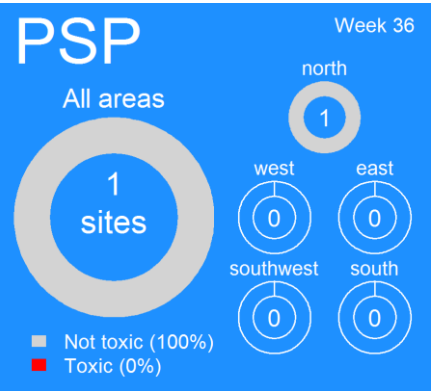 PSP
Week 36
All areas
1
sites
north
1
west
0
east
0
southwest
0
south
0
Not toxic (100%)
Toxic (0%)